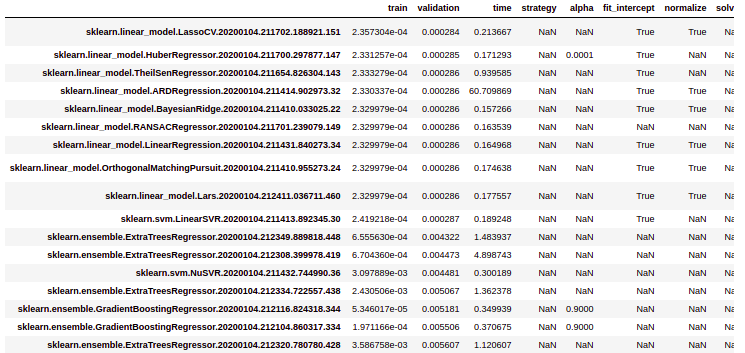 train validation time strategy alpha fit_intercept normalize solv
sklearn.linear_model.LassoCV.20200104.211702.188921.151 2.357304e-04 0.000284 0.213667 NaN NaN True True Na
sklearn.linear_model.HuberRegressor.20200104.211700.297877.147 2.331257e-04 0.000285 0.171293 NaN 0.0001 True NaN Na
sklearn.linear_model.TheilSenRegressor.20200104.211654.826304.143 2.333279e-04 0.000286 0.939585 NaN NaN True NaN Na
sklearn.linear_model.ARDRegression.20200104.211414.902973.32 2.330337e-04 0.000286 60.709869 NaN NaN True True Na
sklearn.linear_model.BayesianRidge.20200104.211410.033025.22 2.329979e-04 0.000286 0.157266 NaN NaN True True Na
sklearn.linear_model.RANSACRegressor.20200104.211701.239079.149 2.329979e-04 0.000286 0.163539 NaN NaN NaN NaN Na
sklearn.linear_model.LinearRegression.20200104.211431.840273.34 2.329979e-04 0.000286 0.164968 NaN NaN True True Na
sklearn.linear_model.OrthogonalMatchingPursuit.20200104.211410.955273.24 2.329979e-04 0.000286 0.174638 NaN NaN True True Na
sklearn.linear_model.Lars.20200104.212411.036711.460 2.329979e-04 0.000286 0.177557 NaN NaN True True Na
sklearn.svm.LinearSVR.20200104.211413.892345.30 2.419218e-04 0.000287 0.189248 NaN NaN True NaN Na
sklearn.ensemble.ExtraTreesRegressor.20200104.212349.889818.448 6.555630e-04 0.004322 1.483937 NaN NaN NaN NaN Na
sklearn.ensemble.ExtraTreesRegressor.20200104.212308.399978.419 6.704360e-04 0.004473 4.898743 NaN NaN NaN NaN Na
sklearn.svm.NuSVR.20200104.211432.744990.36 3.097889e-03 0.004481 0.300189 NaN NaN NaN NaN Na
sklearn.ensemble.ExtraTreesRegressor.20200104.212334.722557.438 2.430506e-03 0.005067 1.362378 NaN NaN NaN NaN Na
sklearn.ensemble.GradientBoostingRegressor.20200104.212116.824318.344 5.346017e-05 0.005181 0.349939 NaN 0.9000 NaN NaN Na
sklearn.ensemble.GradientBoostingRegressor.20200104.212104.860317.334 1.971166e-04 0.005506 0.370675 NaN 0.9000 NaN NaN Na
sklearn.ensemble.ExtraTreesRegressor.20200104.212320.780780.428 3.586758e-03 0.005607 1.120607 NaN NaN NaN NaN Na